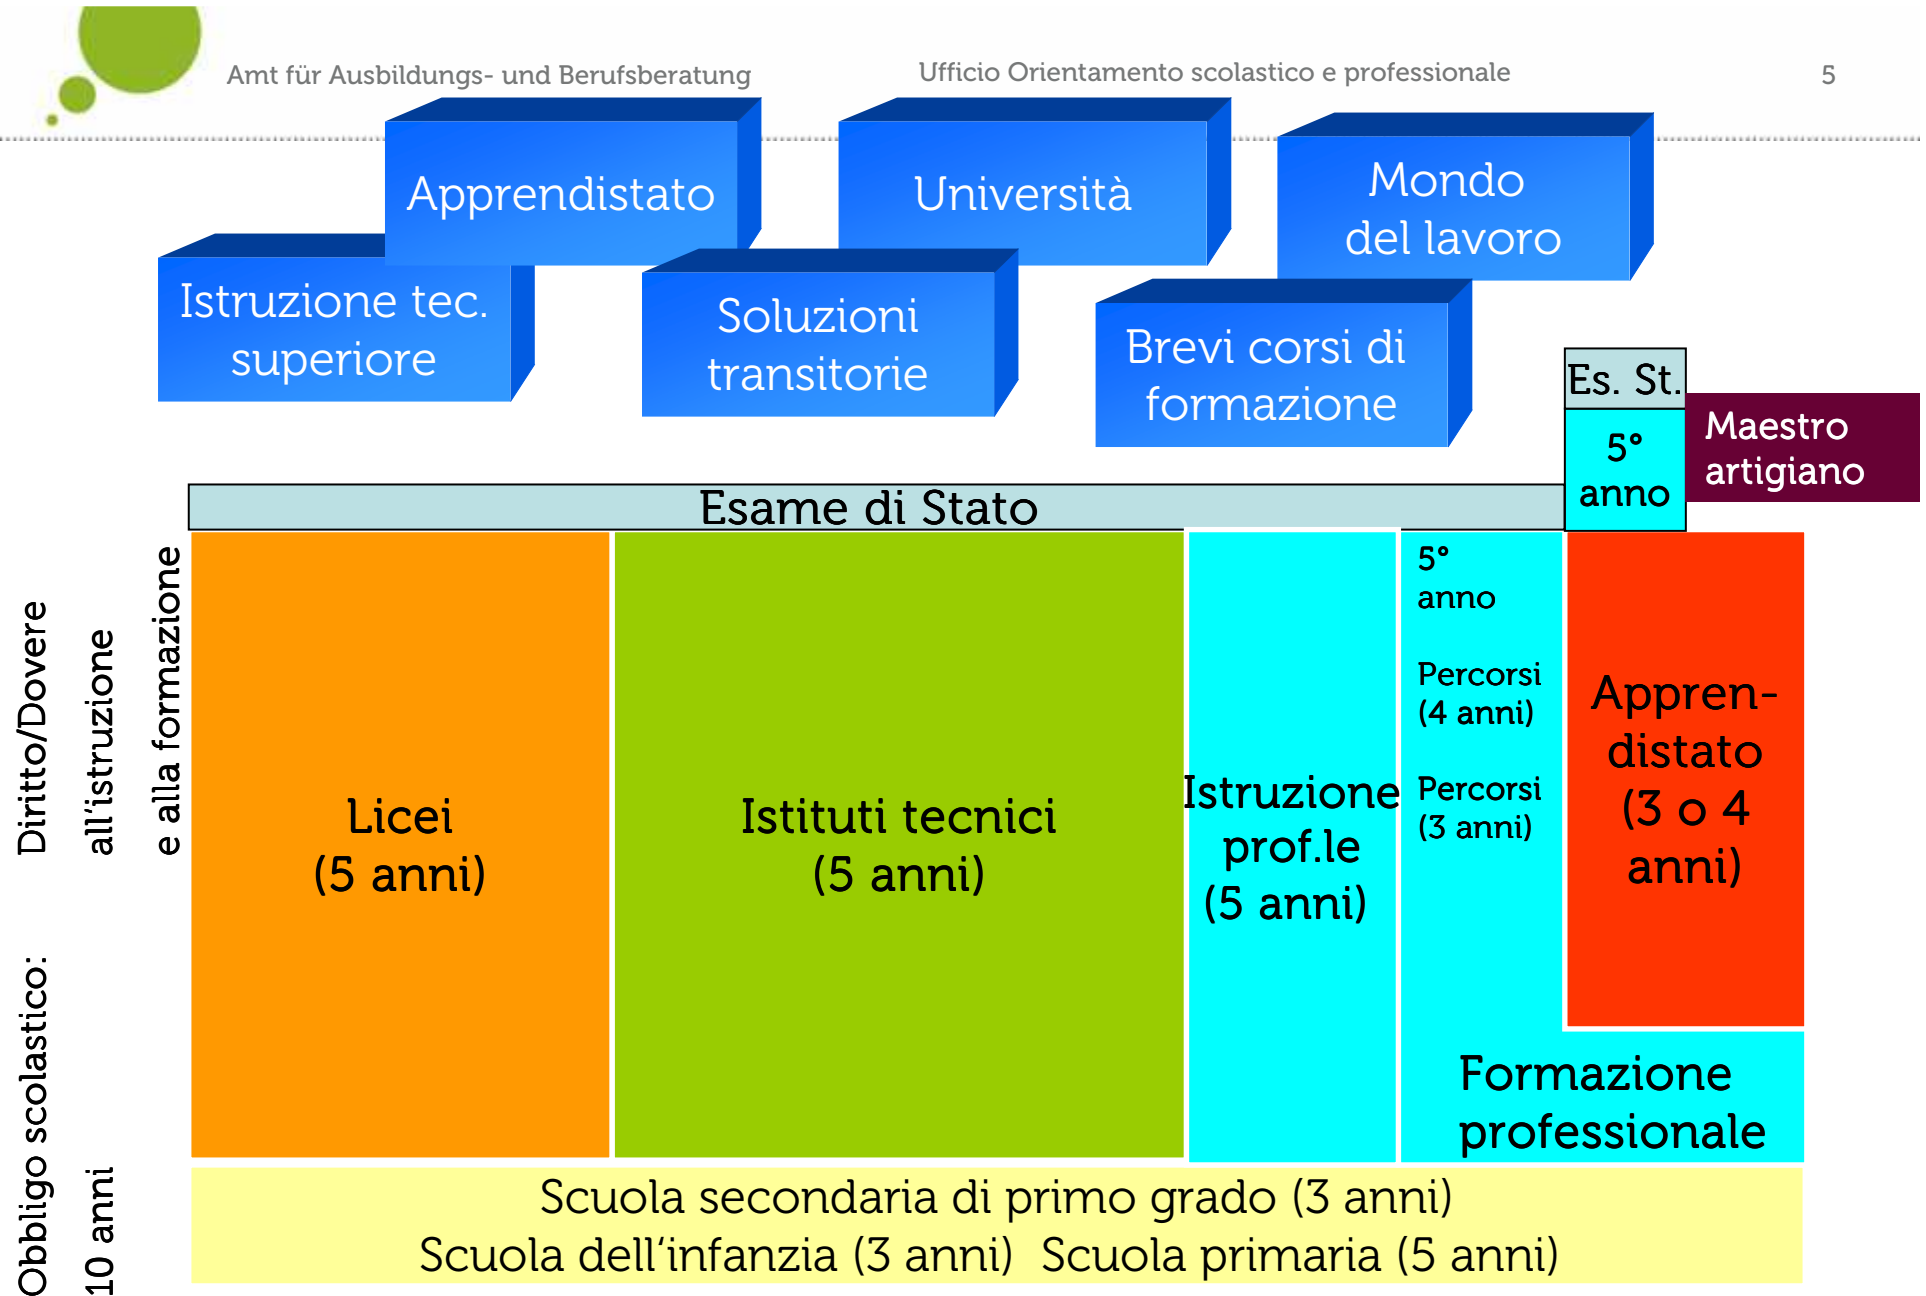 Amt für Ausbildungs- und Berufsberatung
Ufficio Orientamento scolastico e professionale
5
Apprendistato
Università
Mondo
del lavoro
Istruzione tec.
superiore
Soluzioni
transitorie
Brevi corsi di
formazione
Es. St.
5°
anno
Maestro
artigiano
Esame di Stato
Diritto/Dovere
all'istruzione
e alla formazione
Licei
(5 anni)
Istituti tecnici
(5 anni)
Istruzione
prof.le
(5 anni)
5°
anno
Percorsi
(4 anni)
Percorsi
(3 anni)
Appren-
distato
(3 o 4
anni)
Formazione
professionale
Obbligo scolastico:
10 anni
Scuola secondaria di primo grado (3 anni)
Scuola dell‘infanzia (3 anni) Scuola primaria (5 anni)